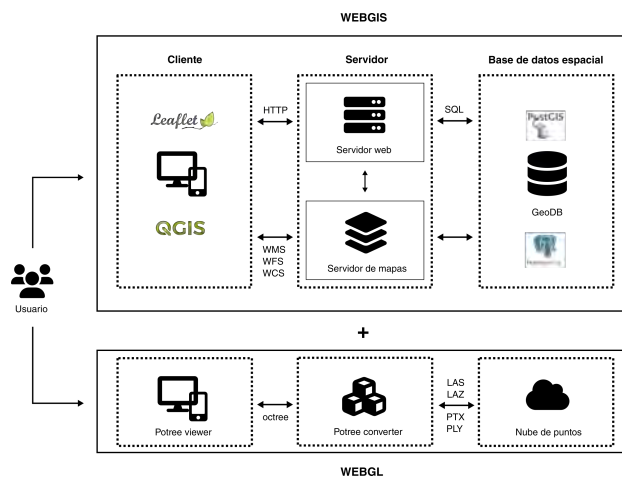 WEBGIS
Cliente
Servidor
Base de datos espacial
Leaflet
HTTP
SQL
PostGIS
Servidor web
GeoDB
QGIS
WMS
WFS
WCS
Servidor de mapas
Usuario
+
LAS
LAZ
octree
PTX
PLY
Potree viewer
Potree converter
Nube de puntos
WEBGL